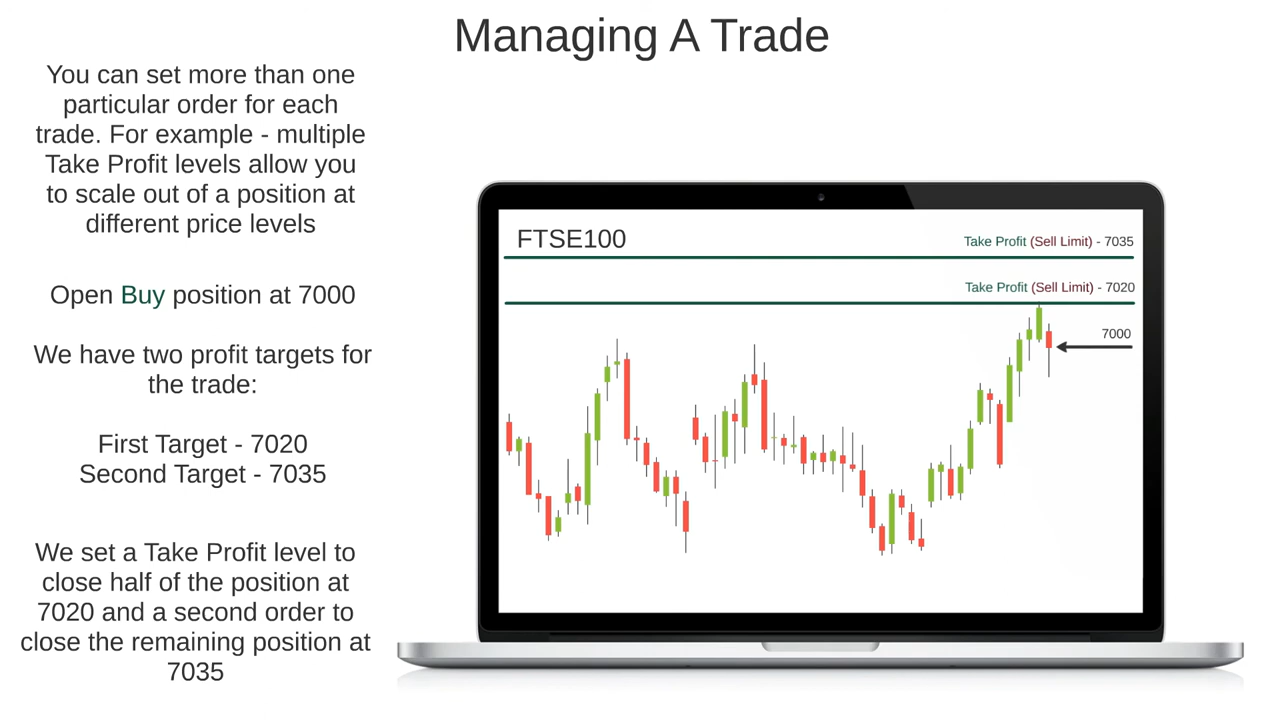 Managing A Trade
You can set more than one
particular order for each
trade. For example - multiple
Take Profit levels allow you
to scale out of a position at
different price levels
Open Buy position at 7000
We have two profit targets for
the trade:
First Target - 7020
Second Target - 7035
We set a Take Profit level to
close half of the position at
7020 and a second order to
close the remaining position at
7035
FTSE100
Take Profit (Sell Limit) - 7035
Take Profit (Sell Limit) - 7020
7000